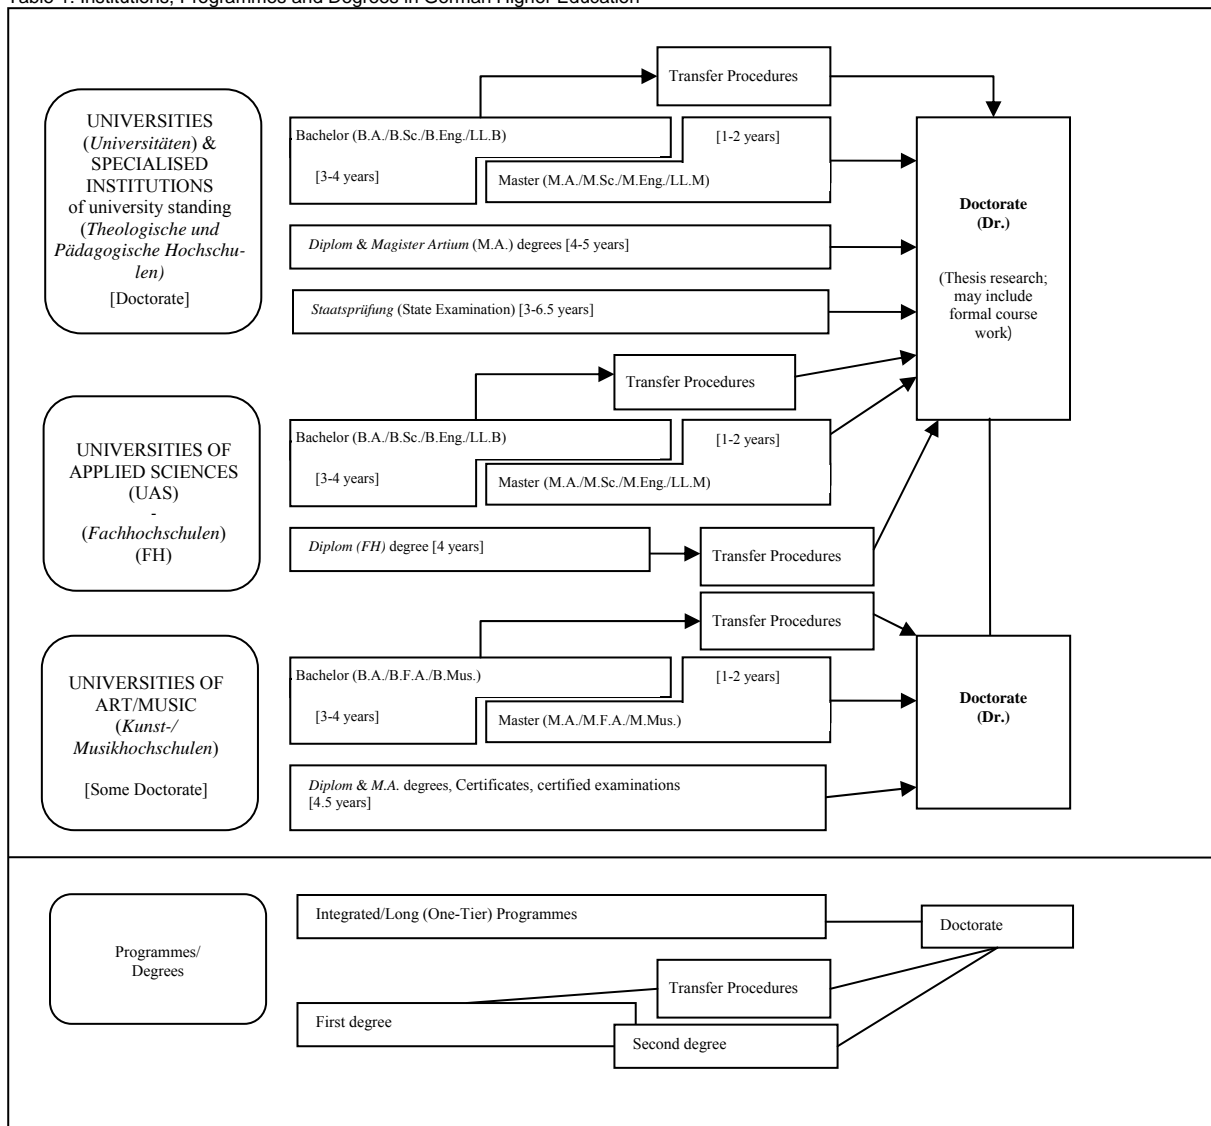 Table 1: Institutions, Programmes and Degrees in German Higher Education
UNIVERSITIES
(Universitäten) &
SPECIALISED
INSTITUTIONS
of university standing
(Theologische und
Pädagogische Hochschu-
len)
[Doctorate]
Transfer Procedures
Bachelor (B.A./B.Sc./B.Eng./LL.B)
[3-4 years]
[1-2 years]
Master (M.A./M.Sc./M.Eng./LL.M)
Diplom & Magister Artium (M.A.) degrees [4-5 years]
Staatsprüfung (State Examination) [3-6.5 years]
Doctorate
(Dr.)
(Thesis research;
may include
formal course
work)
UNIVERSITIES OF
APPLIED SCIENCES
(UAS)
-
(Fachhochschulen)
(FH)
Transfer Procedures
Bachelor (B.A./B.Sc./B.Eng./LL.B)
[3-4 years]
[1-2 years]
Master (M.A./M.Sc./M.Eng./LL.M)
Diplom (FH) degree [4 years]
Transfer Procedures
UNIVERSITIES OF
ART/MUSIC
(Kunst-/
Musikhochschulen)
[Some Doctorate]
Transfer Procedures
Bachelor (B.A./B.F.A./B.Mus.)
[3-4 years]
[1-2 years]
Master (M.A./M.F.A./M.Mus.)
Diplom & M.A. degrees, Certificates, certified examinations
[4.5 years]
Doctorate
(Dr.)
Programmes/
Degrees
Integrated/Long (One-Tier) Programmes
Doctorate
Transfer Procedures
First degree
Second degree